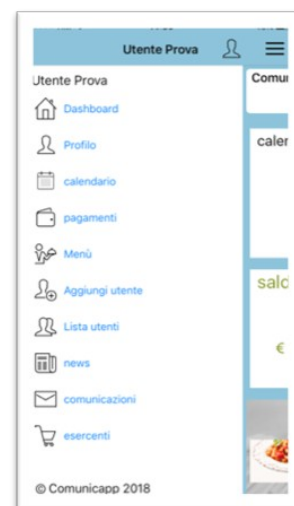 Utente Prova
Utente Prova
Dashboard
Profilo
calendario
pagamenti
Menù
Aggiungi utente
Lista utenti
news
comunicazioni
esercenti
© Comunicapp 2018
Comu
caler
sald
€